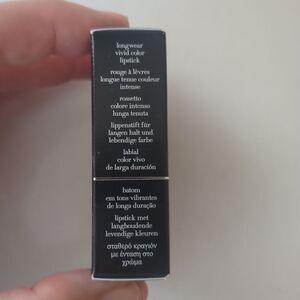 longwear
vivid color
lipstick
rouge à lèvres
longue tenue couleur
intense
rossetto
colore intenso
lunga tenuta
lippenstift für
langen halt und
lebendige farbe
labial
color vivo
de larga duración
batom
em tons vibrantes
de longa duração
lipstick met
langhoudende
levendige kleuren
σταθερό κραγιόν
με ένταση στο
χρώμα